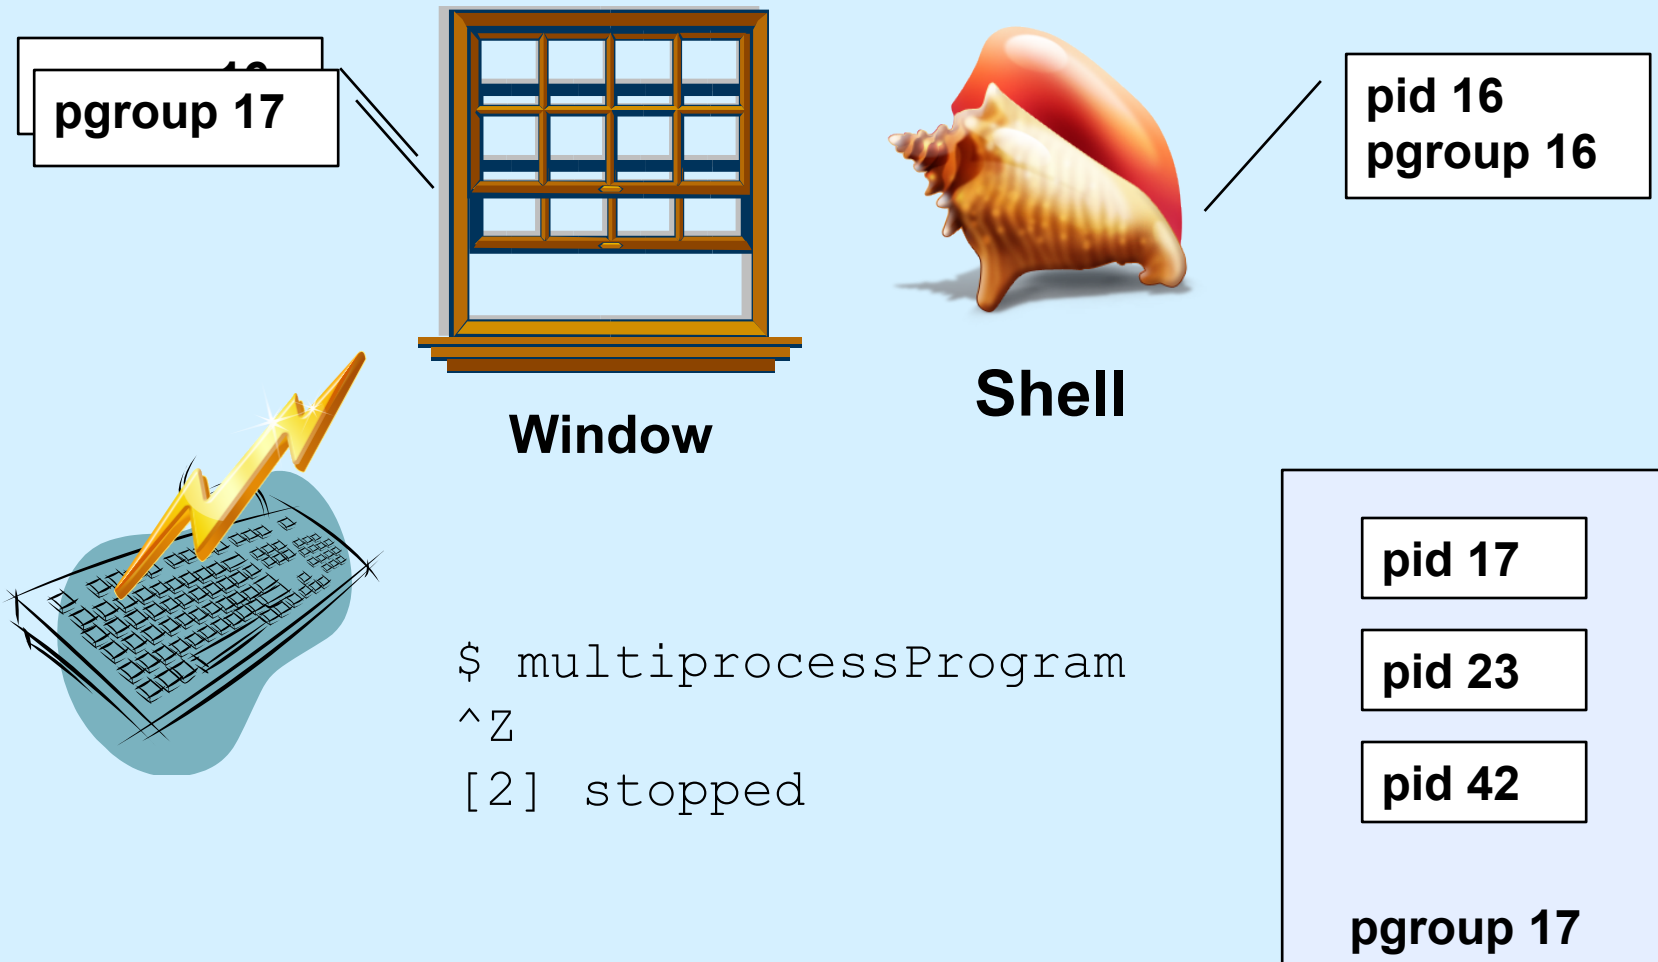 pgroup 17
pid 16
pgroup 16
Window
Shell
$ multiprocessProgram
^Z
[2] stopped
pid 17
pid 23
pid 42
pgroup 17